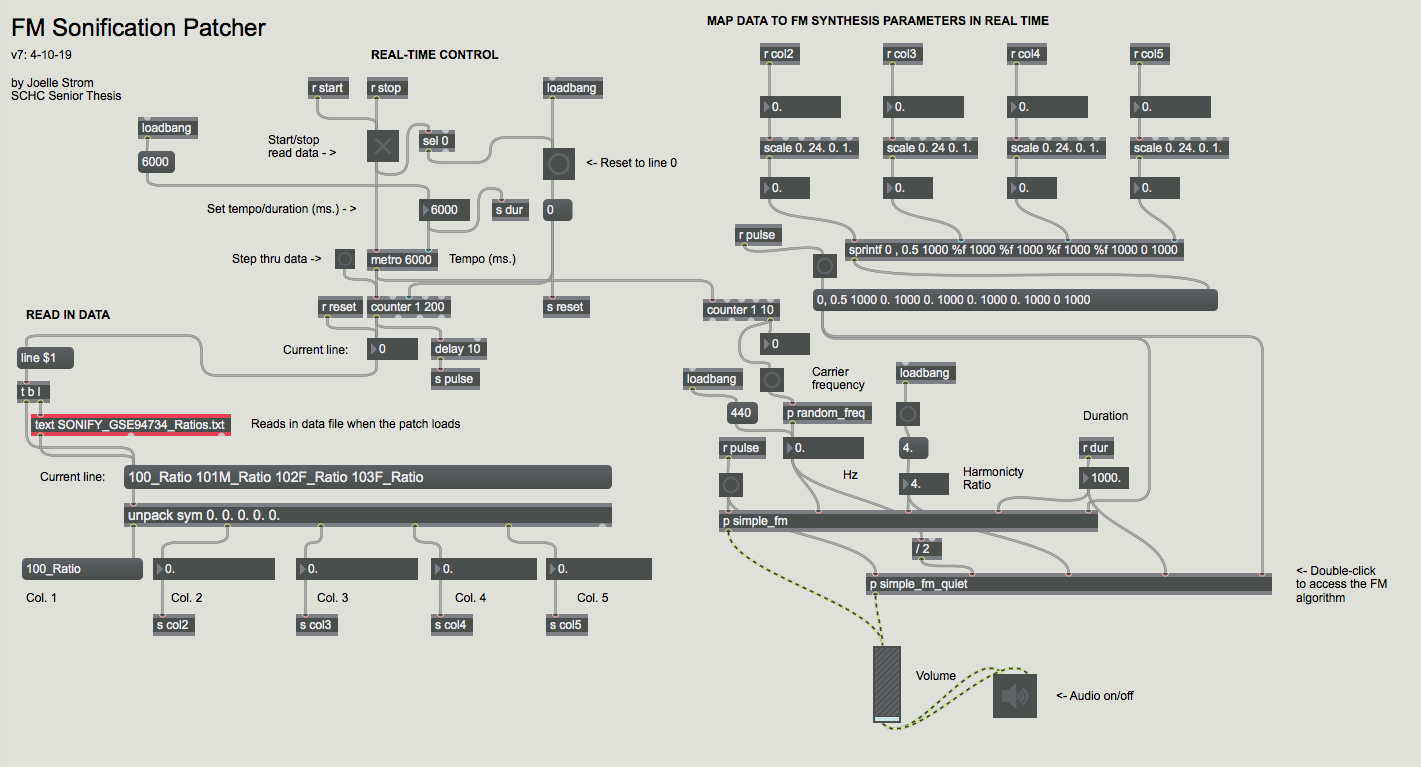 FM Sonification Patcher
v7: 4-10-19
by Joelle Strom
SCHC Senior Thesis
REAL-TIME CONTROL
r start
r stop
loadbang
loadbang
6000
Start/stop
read data - >
sel 0
<- Reset to line 0
Set tempo/duration (ms.) - >
6000
s dur
0
Step thru data ->
metro 6000
Tempo (ms.)
r reset
counter 1 200
s reset
Current line:
0
delay 10
s pulse
READ IN DATA
line $1
t b l
text SONIFY_GSE94734_Ratios.txt
Reads in data file when the patch loads
Current line:
100_Ratio 101M_Ratio 102F_Ratio 103F_Ratio
unpack sym 0. 0. 0. 0. 0.
100_Ratio
0.
0.
0.
0.
Col. 1
Col. 2
Col. 3
Col. 4
Col. 5
s col2
s col3
s col4
s col5
MAP DATA TO FM SYNTHESIS PARAMETERS IN REAL TIME
r col2
r col3
r col4
r col5
0.
0.
0.
0.
scale 0. 24. 0. 1.
scale 0. 24 0. 1.
scale 0. 24. 0. 1.
scale 0. 24. 0. 1.
0.
0.
0.
0.
r pulse
sprintf 0 , 0.5 1000 %f 1000 %f 1000 %f 1000 %f 1000 0 1000
0, 0.5 1000 0. 1000 0. 1000 0. 1000 0. 1000 0 1000
counter 1 10
0
loadbang
Carrier
frequency
loadbang
440
p random_freq
Duration
r pulse
0.
4.
r dur
Hz
4.
Harmonicty
Ratio
1000.
p simple_fm
/ 2
p simple_fm_quiet
<- Double-click
to access the FM
algorithm
Volume
<- Audio on/off